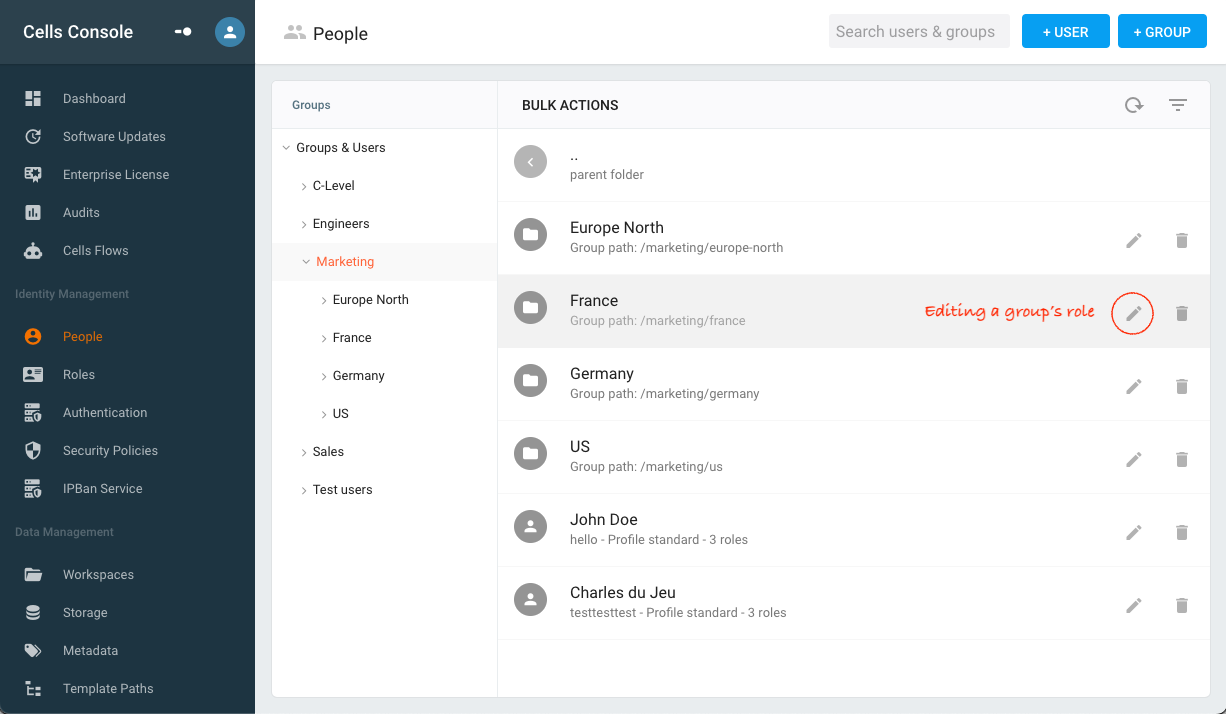 Cells Console
People
Search users & groups
+ USER
+ GROUP
Dashboard
Software Updates
Enterprise License
Audits
Cells Flows
Identity Management
People
Roles
Authentication
Security Policies
IPBan Service
Data Management
Workspaces
Storage
Metadata
Template Paths
Groups
Groups & Users
C-Level
Engineers
Marketing
Europe North
France
Germany
US
Sales
Test users
BULK ACTIONS
..
parent folder
Europe North
Group path: /marketing/europe-north
France
Group path: /marketing/france
Editing a group's role
Germany
Group path: /marketing/germany
US
Group path: /marketing/us
John Doe
hello - Profile standard - 3 roles
Charles du Jeu
testtesttest - Profile standard - 3 roles